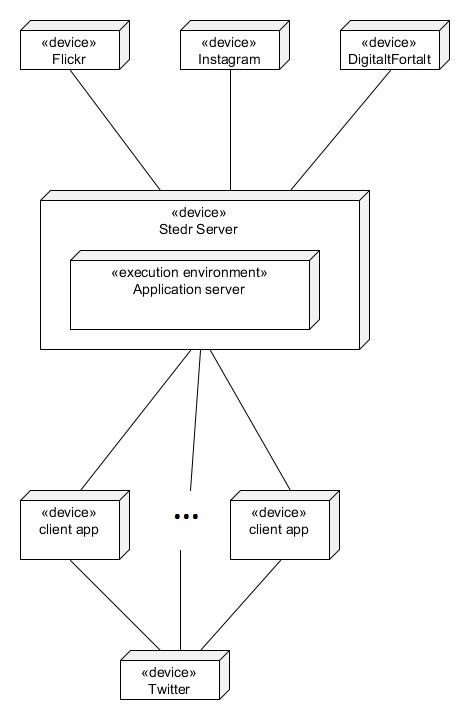 «device»
Flickr
«device»
Instagram
«device»
DigitaltFortalt
«device»
Stedr Server
«execution environment»
Application server
«device»
client app
...
«device»
client app
«device»
Twitter